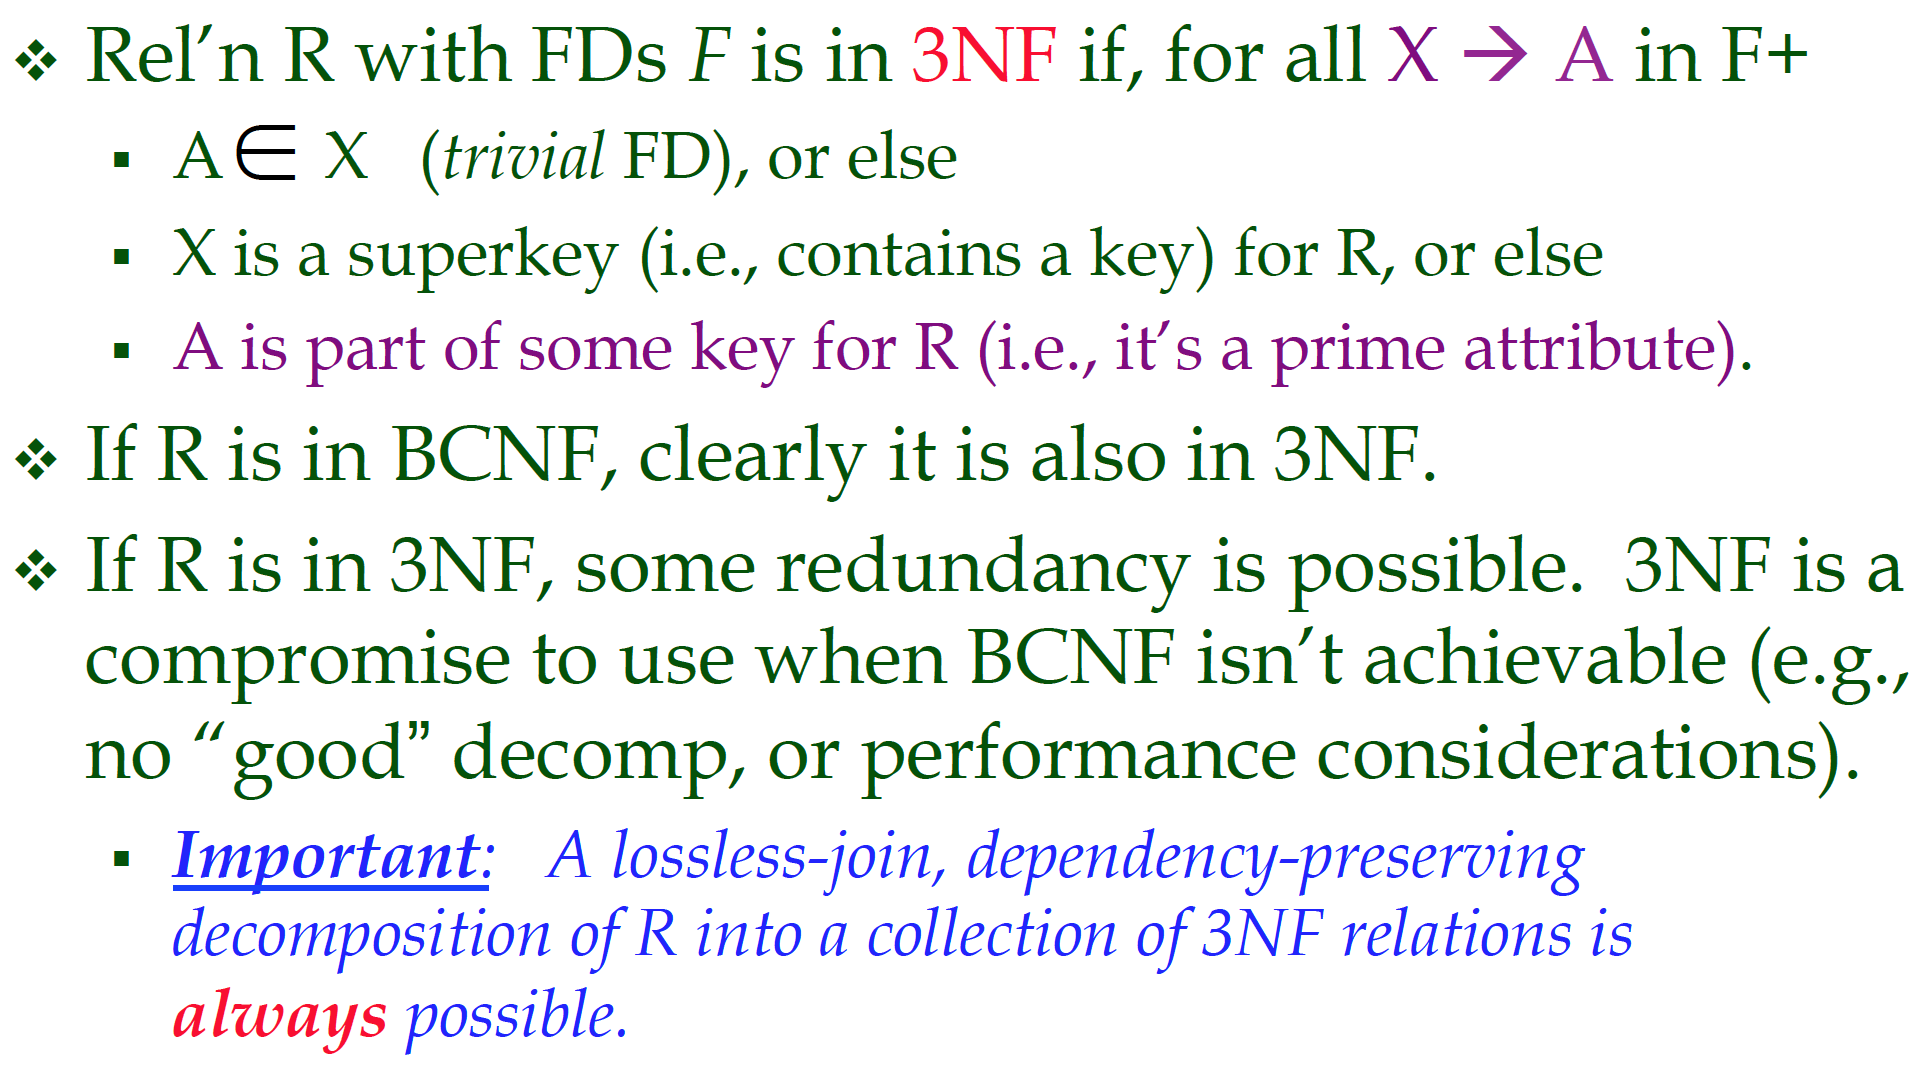 ❖ Rel’n R with FDs F is in 3NF if, for all X → A in F+
▪ A ∈ X (trivial FD), or else
▪ X is a superkey (i.e., contains a key) for R, or else
▪ A is part of some key for R (i.e., it’s a prime attribute).
❖ If R is in BCNF, clearly it is also in 3NF.
❖ If R is in 3NF, some redundancy is possible. 3NF is a
compromise to use when BCNF isn’t achievable (e.g.,
no “good” decomp, or performance considerations).
▪ Important: A lossless-join, dependency-preserving
decomposition of R into a collection of 3NF relations is
always possible.